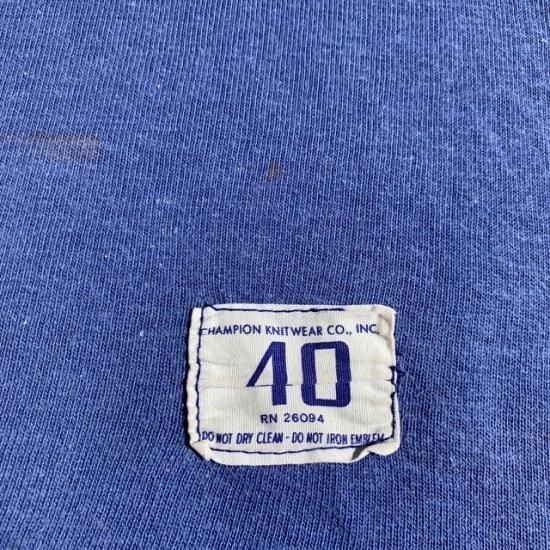 CHAMPION KNITWEAR CO., INC.
40
RN 26094
DO NOT DRY CLEAN - DO NOT IRON EMBLEM